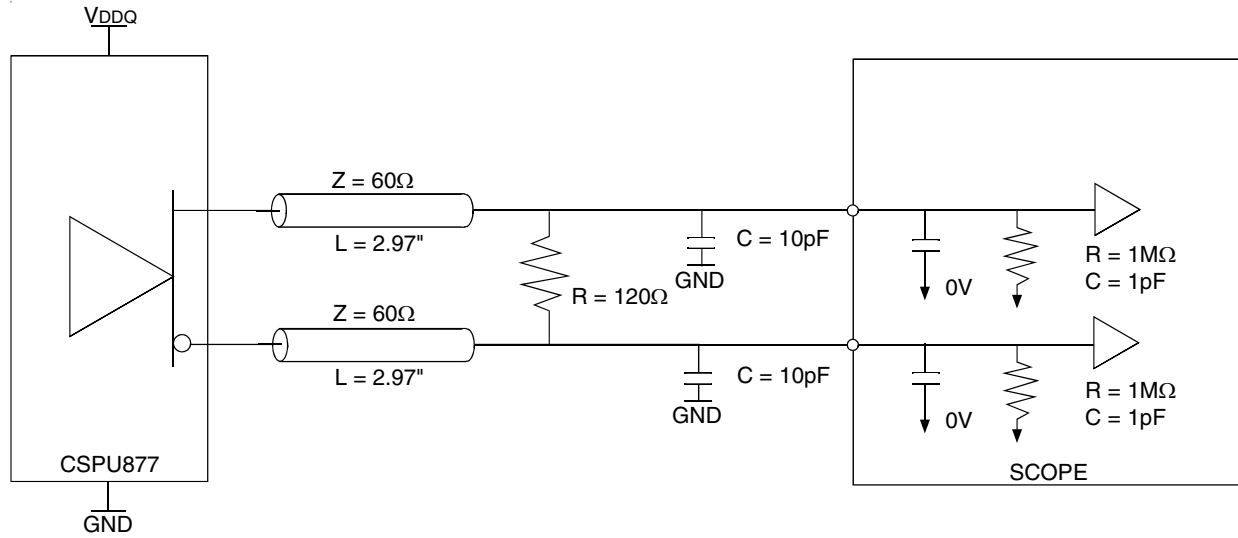 VDDQ
Z = 60Ω
L = 2.97"
C = 10pF
GND
R = 120Ω
0V
R = 1MΩ
C = 1pF
Z = 60Ω
L = 2.97"
C = 10pF
GND
0V
R = 1MΩ
C = 1pF
CSPU877
SCOPE
GND